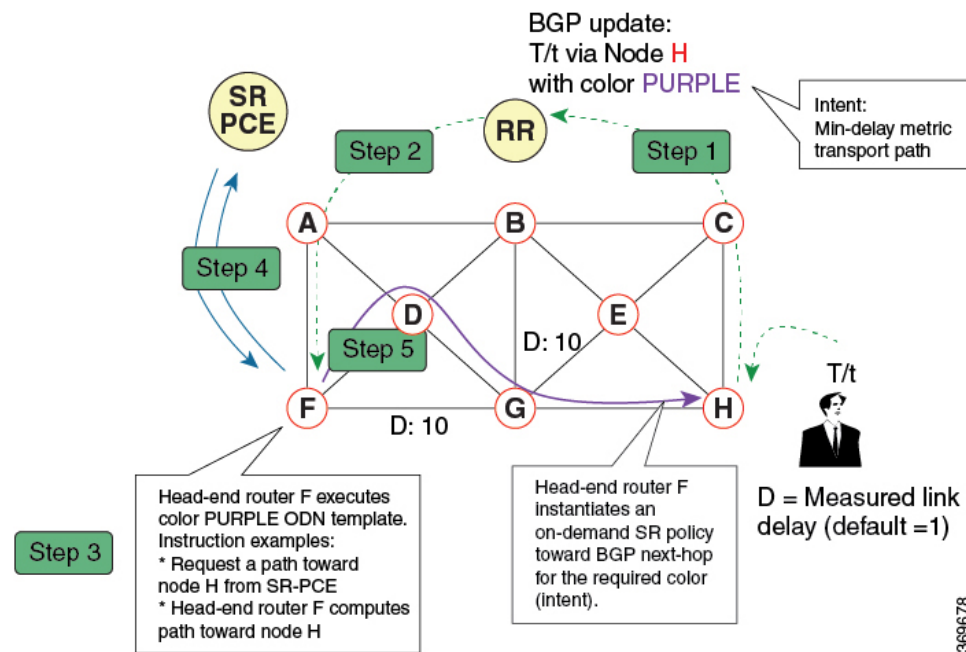 BGP update:
T/t via Node H
with color PURPLE
Intent:
Min-delay metric
transport path
SR
PCE
RR
Step 2
Step 1
A
B
C
Step 4
D
E
Step 5
D: 10
T/t
F
G
H
D: 10
Head-end router F executes
color PURPLE ODN template.
Instruction examples:
* Request a path toward
node H from SR-PCE
* Head-end router F computes
path toward node H
Step 3
Head-end router F
instantiates an
on-demand SR policy
toward BGP next-hop
for the required color
(intent).
D = Measured link
delay (default =1)
369678